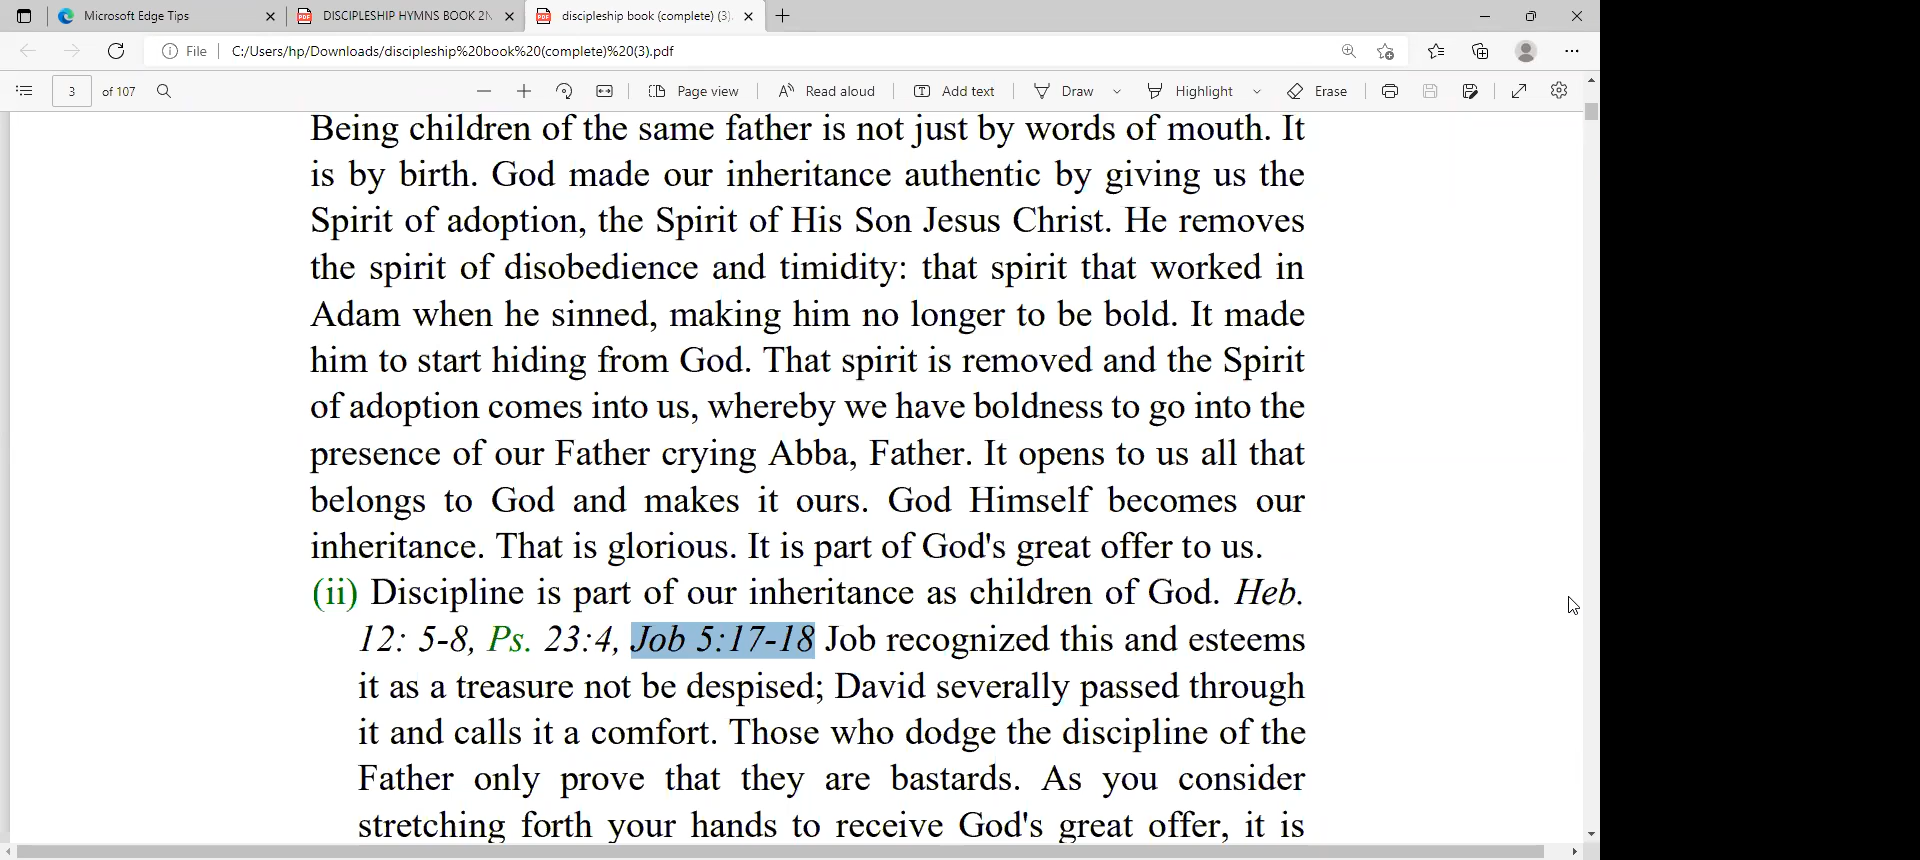 Microsoft Edge Tips
DISCIPLESHIP HYMNS BOOK 2N
discipleship book (complete) (3).
File
C:/Users/hp/Downloads/discipleship%20book%20(complete)%20(3).pdf
3 of 107
Page view
Read aloud
Add text
Draw
Highlight
Erase
Being children of the same father is not just by words of mouth. It
is by birth. God made our inheritance authentic by giving us the
Spirit of adoption, the Spirit of His Son Jesus Christ. He removes
the spirit of disobedience and timidity: that spirit that worked in
Adam when he sinned, making him no longer to be bold. It made
him to start hiding from God. That spirit is removed and the Spirit
of adoption comes into us, whereby we have boldness to go into the
presence of our Father crying Abba, Father. It opens to us all that
belongs to God and makes it ours. God Himself becomes our
inheritance. That is glorious. It is part of God's great offer to us.
(ii) Discipline is part of our inheritance as children of God. Heb.
12: 5-8, Ps. 23:4, Job 5:17-18 Job recognized this and esteems
it as a treasure not be despised; David severally passed through
it and calls it a comfort. Those who dodge the discipline of the
Father only prove that they are bastards. As you consider
stretching forth your hands to receive God's great offer, it is